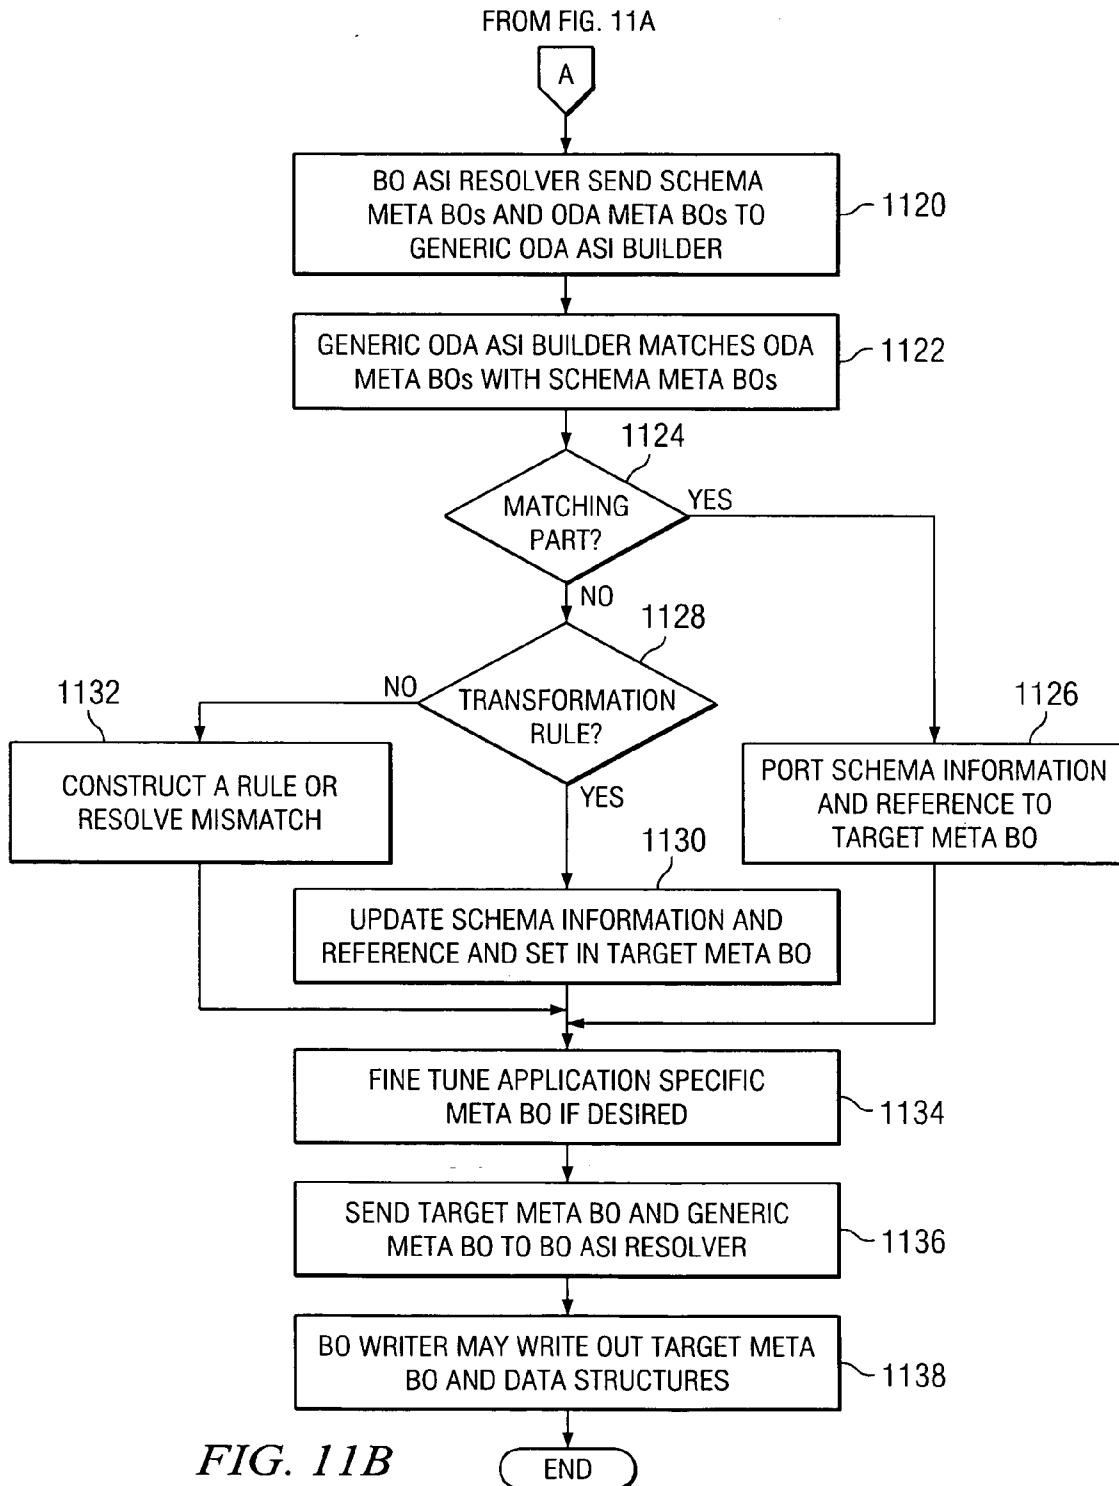 FROM FIG. 11A
A
BO ASI RESOLVER SEND SCHEMA
META BOs AND ODA META BOs TO
GENERIC ODA ASI BUILDER
1120
GENERIC ODA ASI BUILDER MATCHES ODA
META BOs WITH SCHEMA META BOs
1122
1124
MATCHING
PART?
YES
NO
1128
TRANSFORMATION
RULE?
NO
YES
1132
CONSTRUCT A RULE OR
RESOLVE MISMATCH
1126
PORT SCHEMA INFORMATION
AND REFERENCE TO
TARGET META BO
1130
UPDATE SCHEMA INFORMATION AND
REFERENCE AND SET IN TARGET META BO
FINE TUNE APPLICATION SPECIFIC
META BO IF DESIRED
1134
SEND TARGET META BO AND GENERIC
META BO TO BO ASI RESOLVER
1136
BO WRITER MAY WRITE OUT TARGET META
BO AND DATA STRUCTURES
1138
END
FIG. 11B